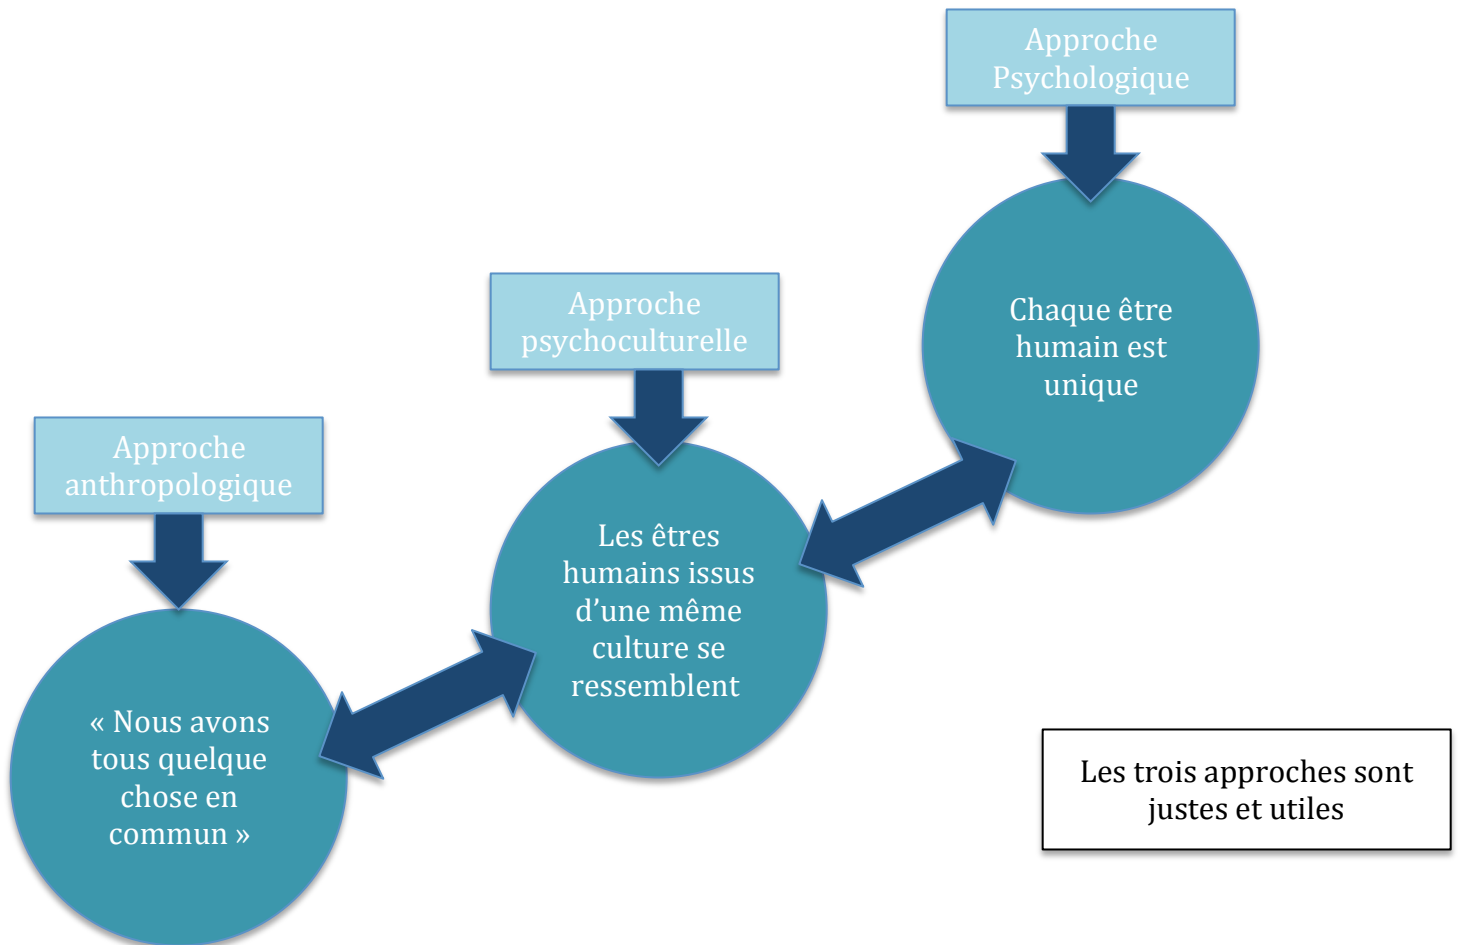 Approche
Psychologique
Chaque être
humain est
unique
Approche
psychoculturelle
Les êtres
humains issus
d’une même
culture se
ressemblent
Approche
anthropologique
« Nous avons
tous quelque
chose en
commun »
Les trois approches sont
justes et utiles